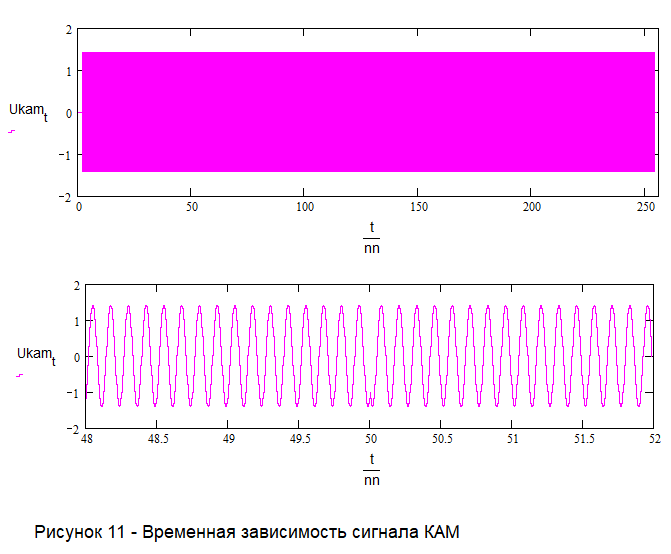 2
1
Ukam t
0
−1
−2
0 50 100 150 200 250
t
nn
2
1
Ukam t
0
−1
−2
48 48.5 49 49.5 50 50.5 51 51.5 52
t
nn
Рисунок 11 - Временная зависимость сигнала КАМ